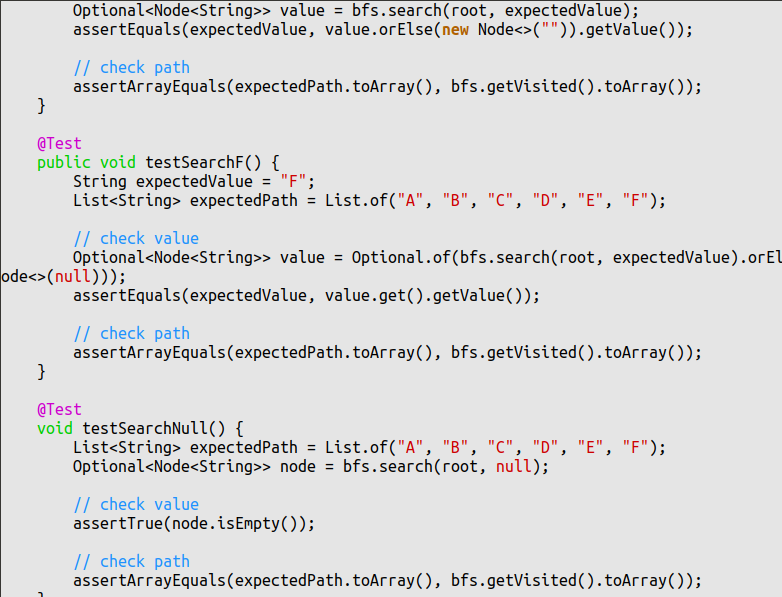 Optional<Node<String>> value = bfs.search(root, expectedValue);
assertEquals(expectedValue, value.orElse(new Node<>("")).getValue());
// check path
assertArrayEquals(expectedPath.toArray(), bfs.getVisited().toArray());
}
@Test
public void testSearchF() {
String expectedValue = "F";
List<String> expectedPath = List.of("A", "B", "C", "D", "E", "F");
// check value
Optional<Node<String>> value = Optional.of(bfs.search(root, expectedValue).orEl
ode<>(null)));
assertEquals(expectedValue, value.get().getValue());
// check path
assertArrayEquals(expectedPath.toArray(), bfs.getVisited().toArray());
}
@Test
void testSearchNull() {
List<String> expectedPath = List.of("A", "B", "C", "D", "E", "F");
Optional<Node<String>> node = bfs.search(root, null);
// check value
assertTrue(node.isEmpty());
// check path
assertArrayEquals(expectedPath.toArray(), bfs.getVisited().toArray());
}